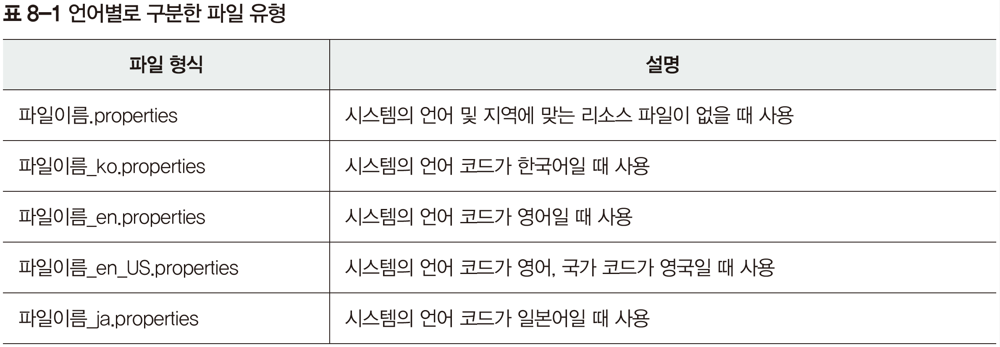 표 8-1 언어별로 구분한 파일 유형
파일 형식 설명
파일이름.properties 시스템의 언어 및 지역에 맞는 리소스 파일이 없을 때 사용
파일이름_ko.properties 시스템의 언어 코드가 한국어일 때 사용
파일이름_en.properties 시스템의 언어 코드가 영어일 때 사용
파일이름_en_US.properties 시스템의 언어 코드가 영어, 국가 코드가 영국일 때 사용
파일이름_ja.properties 시스템의 언어 코드가 일본어일 때 사용